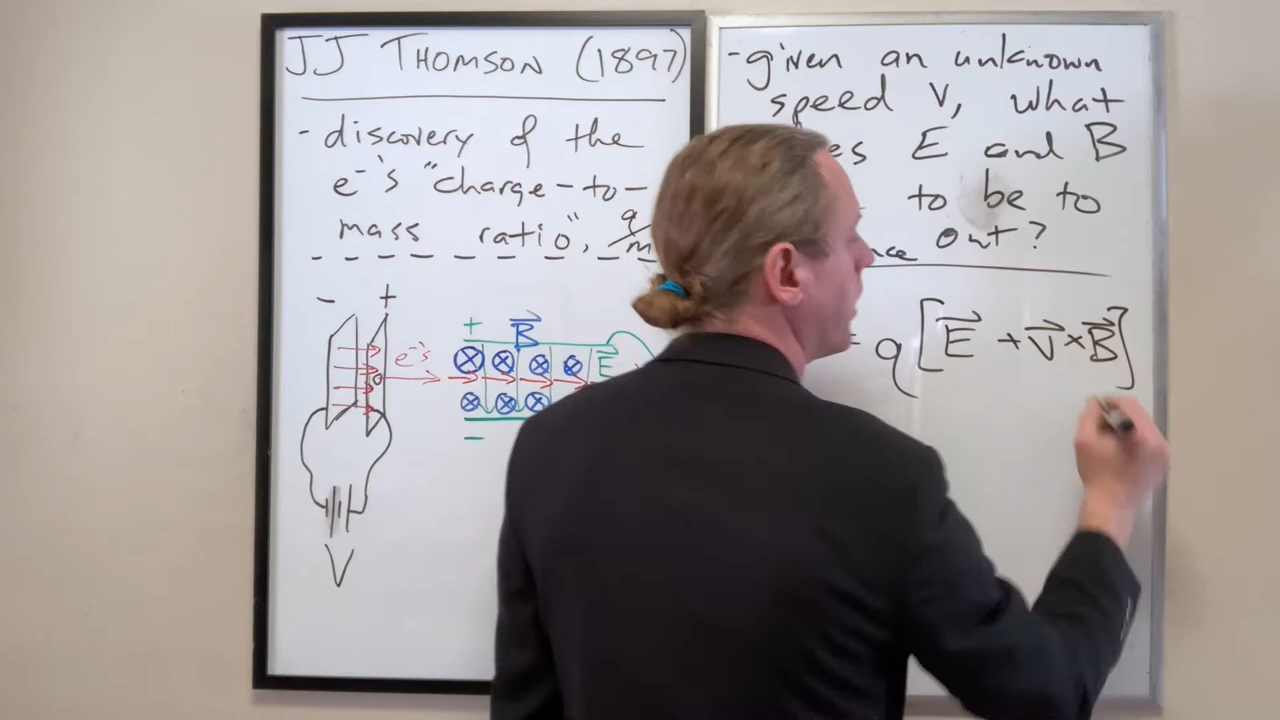 JJ THOMSON (1897)
- discovery of the
e⁻'s "charge-to-
mass ratio", q/m
- +
e⁻'s
+ B⃗
E⃗
-
V
- given an unknown
speed v, what
E and B
to be to
out?
q[E⃗ + v⃗ × B⃗]